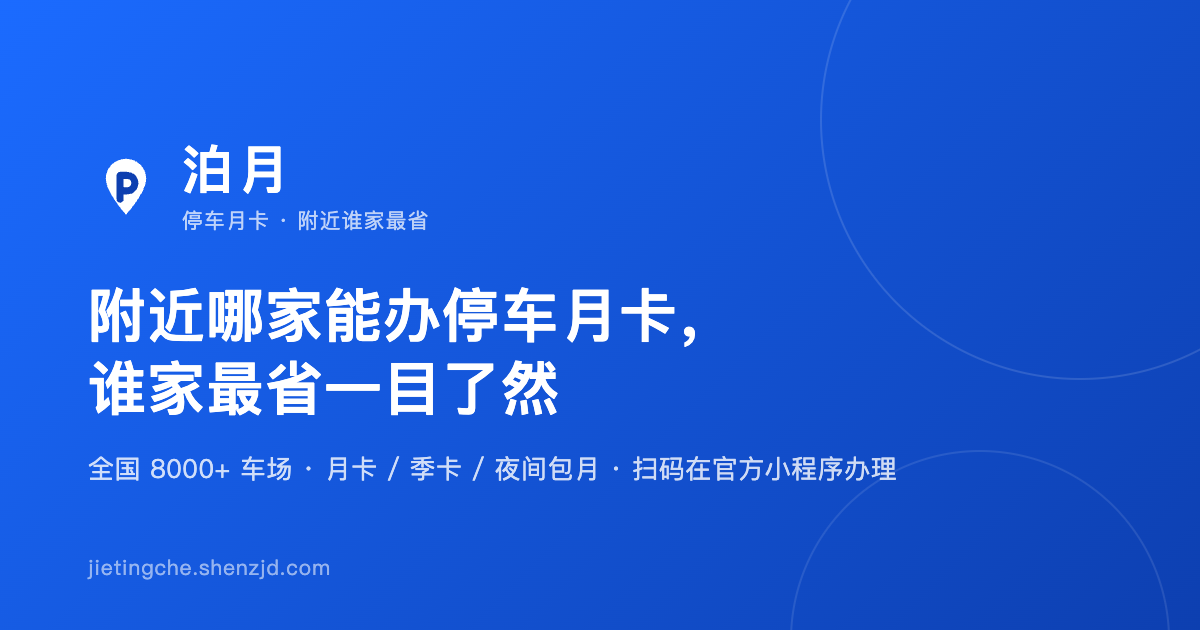 泊月
停车月卡 · 附近谁家最省
附近哪家能办停车月卡，
谁家最省一目了然
全国 8000+ 车场 · 月卡 / 季卡 / 夜间包月 · 扫码在官方小程序办理
jietingche.shenzjd.com